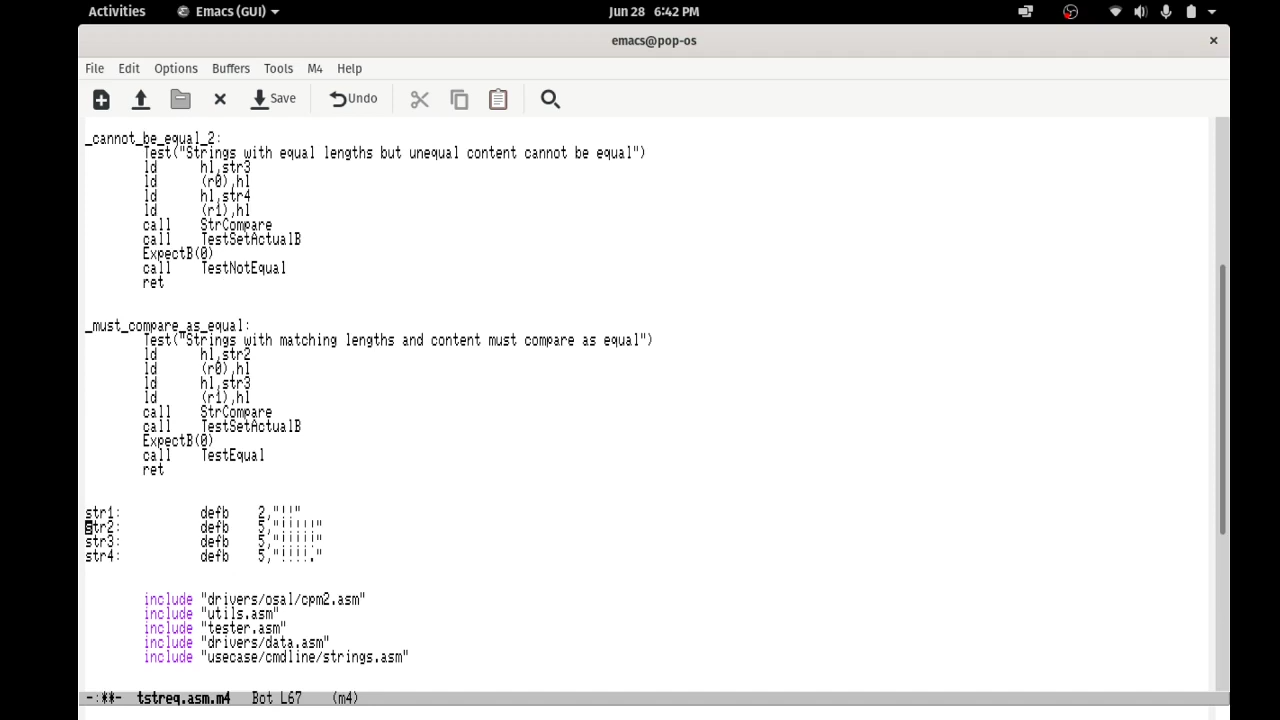 Activities Emacs (GUI) Jun 28 6:42 PM
emacs@pop-os ×
File Edit Options Buffers Tools M4 Help
Save Undo
_cannot_be_equal_2:
Test("Strings with equal lengths but unequal content cannot be equal")
ld hl,str3
ld (r0),hl
ld hl,str4
ld (r1),hl
call StrCompare
call TestSetActualB
ExpectB(0)
call TestNotEqual
ret
_must_compare_as_equal:
Test("Strings with matching lengths and content must compare as equal")
ld hl,str2
ld (r0),hl
ld hl,str3
ld (r1),hl
call StrCompare
call TestSetActualB
ExpectB(0)
call TestEqual
ret
str1: defb 2,"!!"
str2: defb 5,"!!!!!"
str3: defb 5,"!!!!!"
str4: defb 5,"!!!!."
include "drivers/osal/cpm2.asm"
include "utils.asm"
include "tester.asm"
include "drivers/data.asm"
include "usecase/cmdline/strings.asm"
-:**- tstreq.asm.m4 Bot L67 (m4)